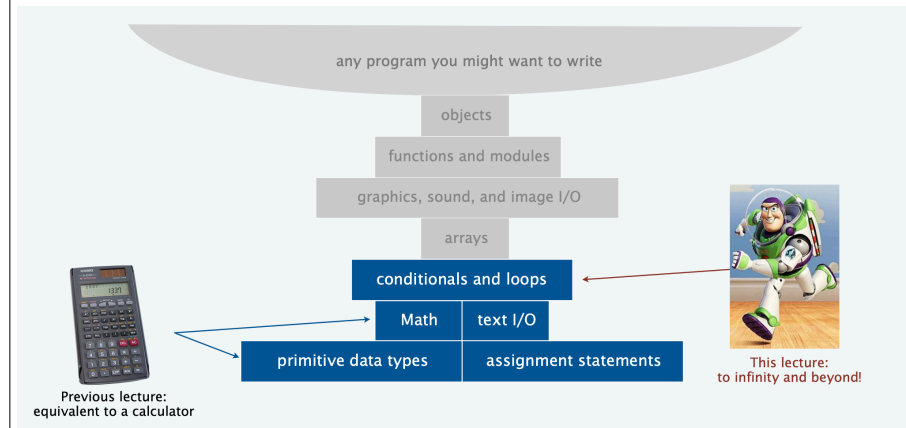 any program you might want to write
objects
functions and modules
graphics, sound, and image I/O
arrays
conditionals and loops
Math
text I/O
primitive data types
assignment statements
Previous lecture:
equivalent to a calculator
This lecture:
to infinity and beyond!